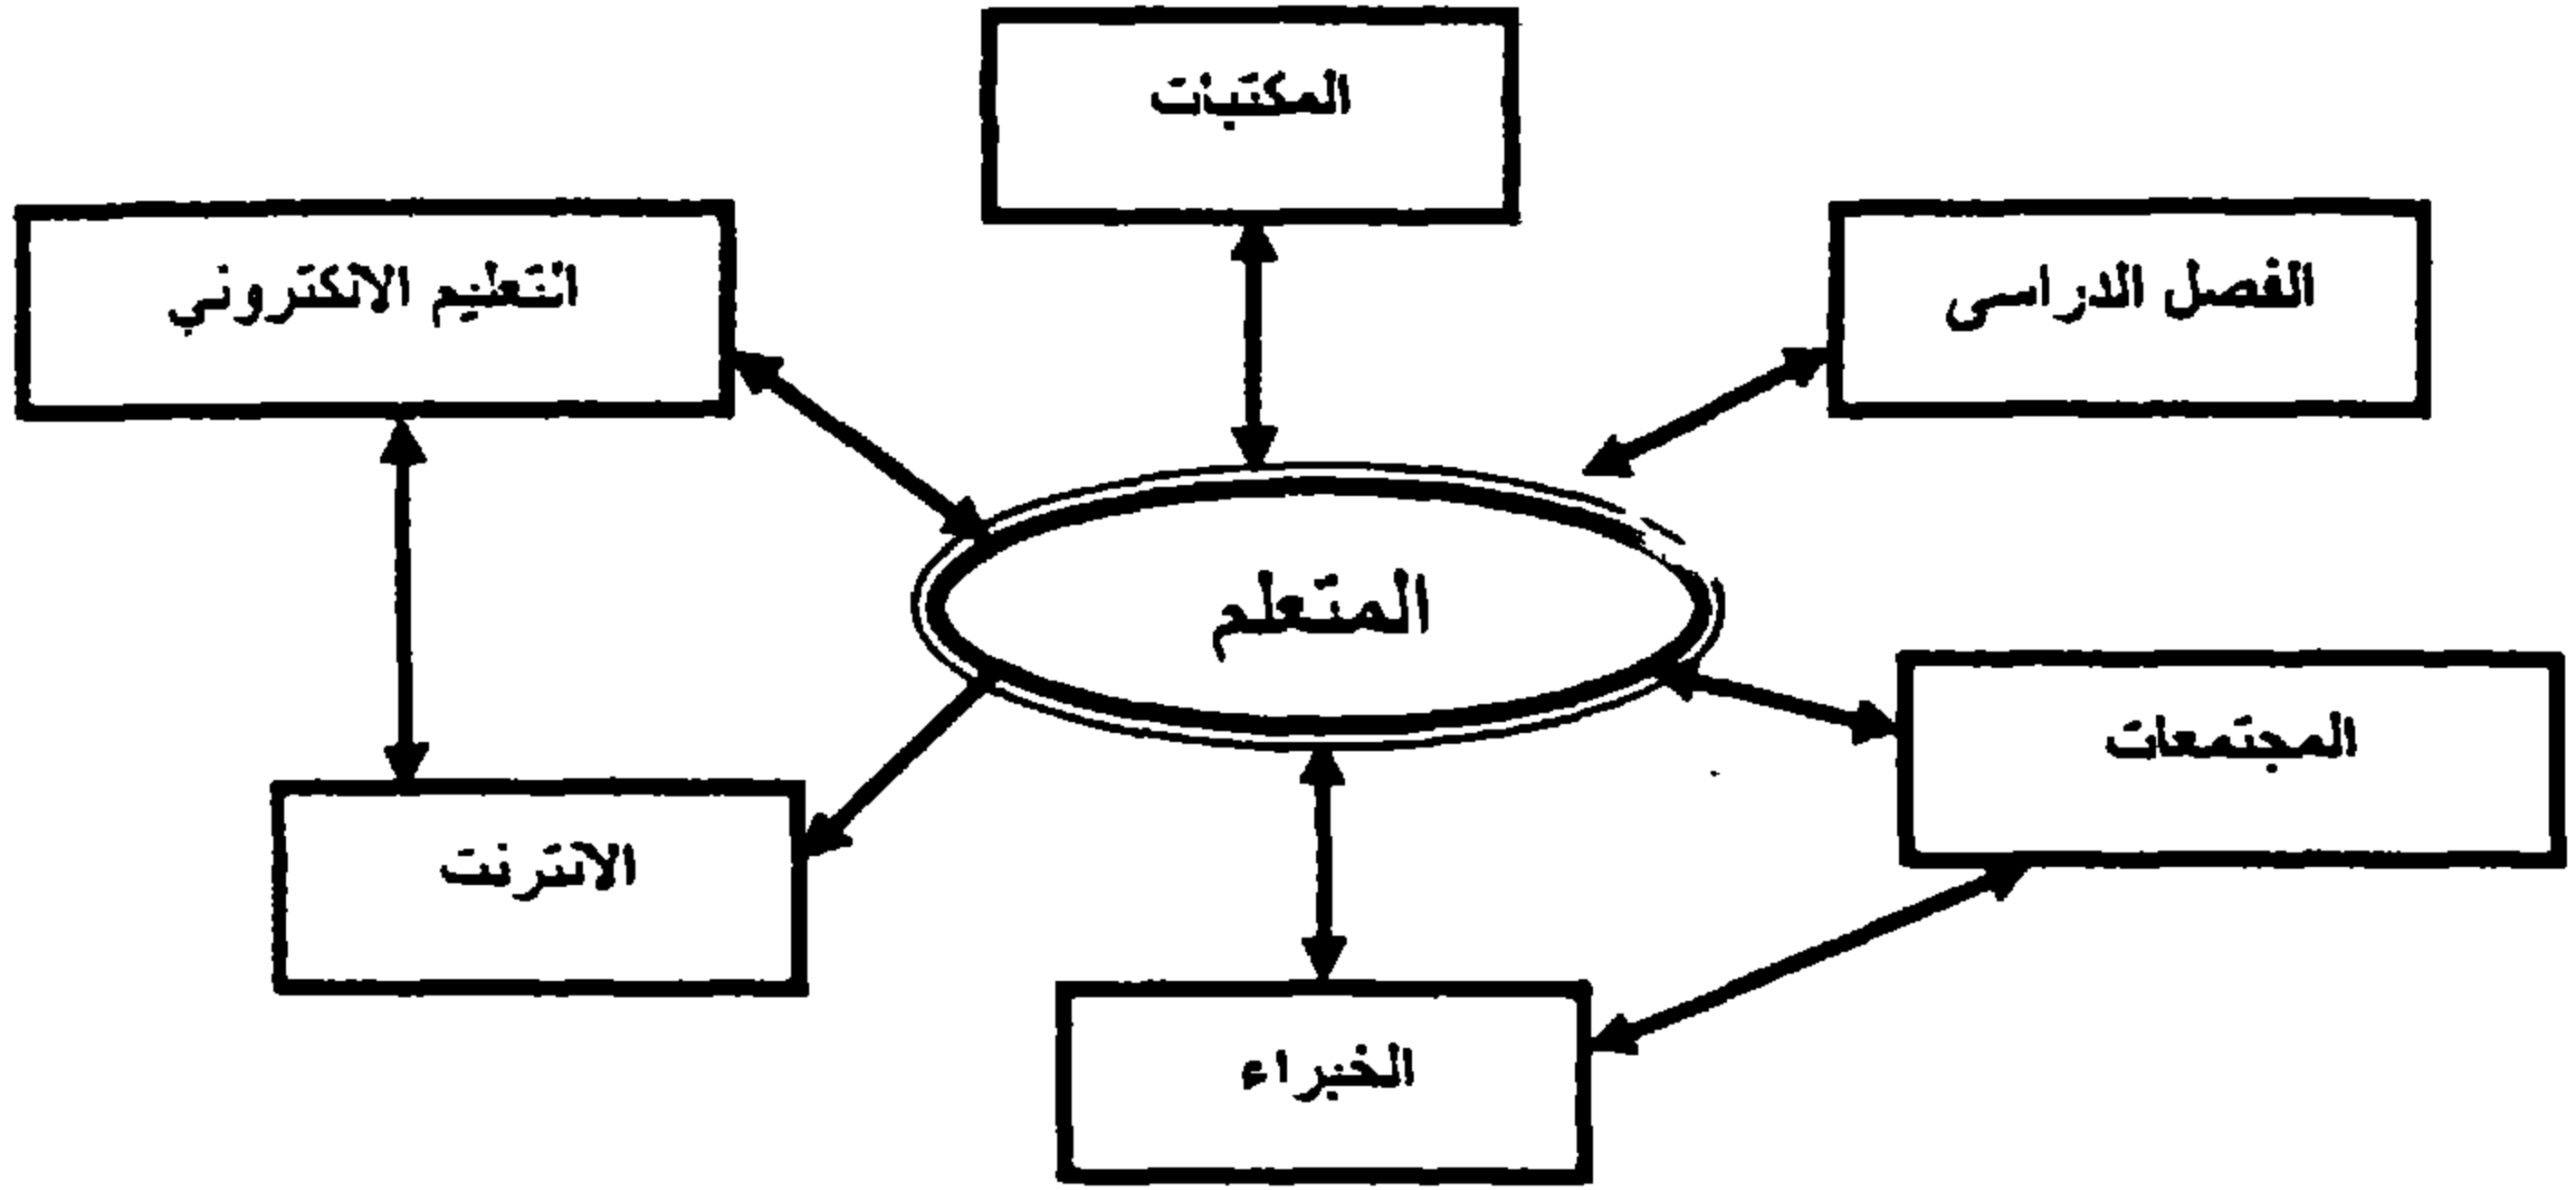 المكتبات
الفصل الدراسى
التعليم الالكتروني
المتعلم
المجتمعات
الانترنت
الخبراء